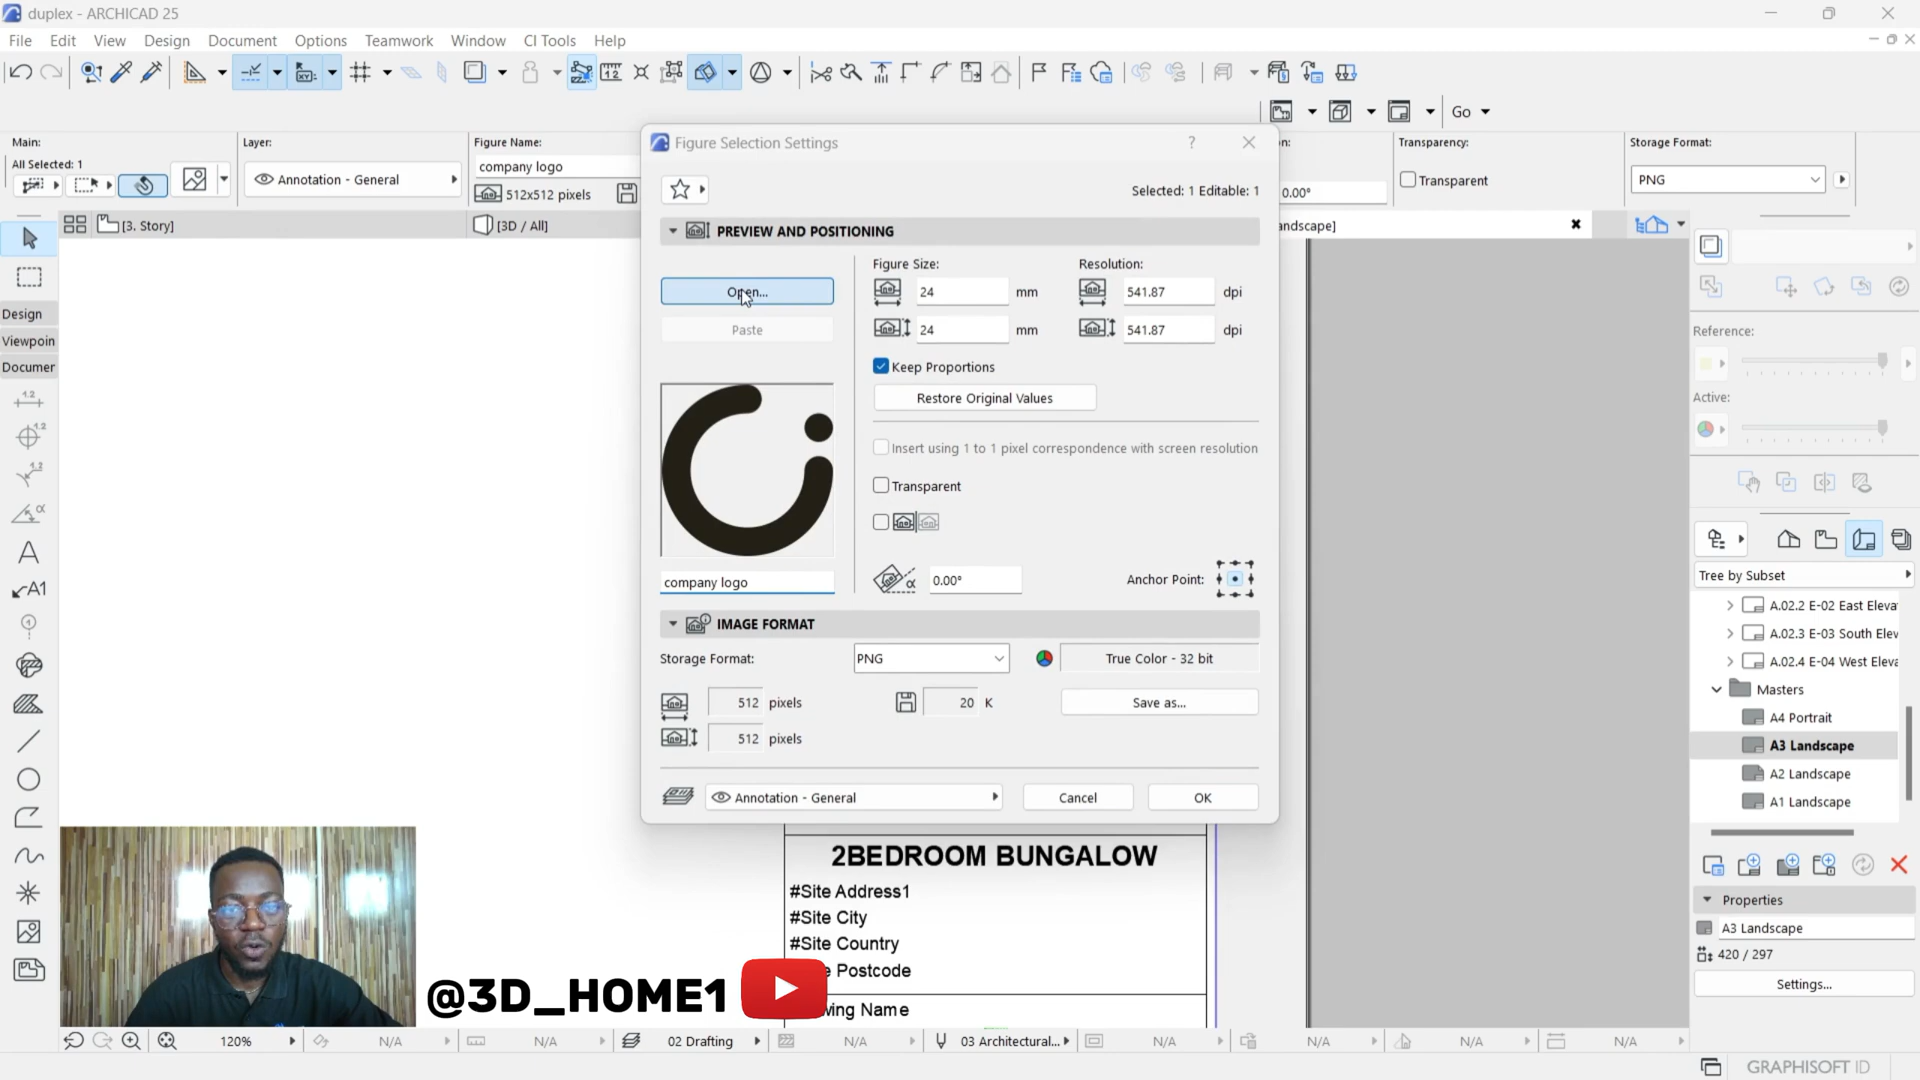 duplex - ARCHICAD 25
File Edit View Design Document Options Teamwork Window CI Tools Help
Go
Main:
All Selected: 1
Layer:
Annotation - General
Figure Name:
company logo
512x512 pixels
0.00°
Transparency:
Transparent
Storage Format:
PNG
[3. Story]
[3D / All]
andscape]
Figure Selection Settings
?
Selected: 1 Editable: 1
PREVIEW AND POSITIONING
Open...
Paste
Figure Size:
24 mm
24 mm
Resolution:
541.87 dpi
541.87 dpi
Keep Proportions
Restore Original Values
Insert using 1 to 1 pixel correspondence with screen resolution
Transparent
company logo
α 0.00°
Anchor Point:
IMAGE FORMAT
Storage Format:
PNG
True Color - 32 bit
512 pixels
20 K
Save as...
512 pixels
Annotation - General
Cancel
OK
Design
Viewpoin
Documer
2BEDROOM BUNGALOW
#Site Address1
#Site City
#Site Country
e Postcode
wing Name
@3D_HOME1
Reference:
Active:
Tree by Subset
A.02.2 E-02 East Eleva
A.02.3 E-03 South Elev
A.02.4 E-04 West Eleva
Masters
A4 Portrait
A3 Landscape
A2 Landscape
A1 Landscape
Properties
A3 Landscape
420 / 297
Settings...
120%
N/A
N/A
02 Drafting
N/A
03 Architectural...
N/A
N/A
N/A
N/A
GRAPHISOFT ID